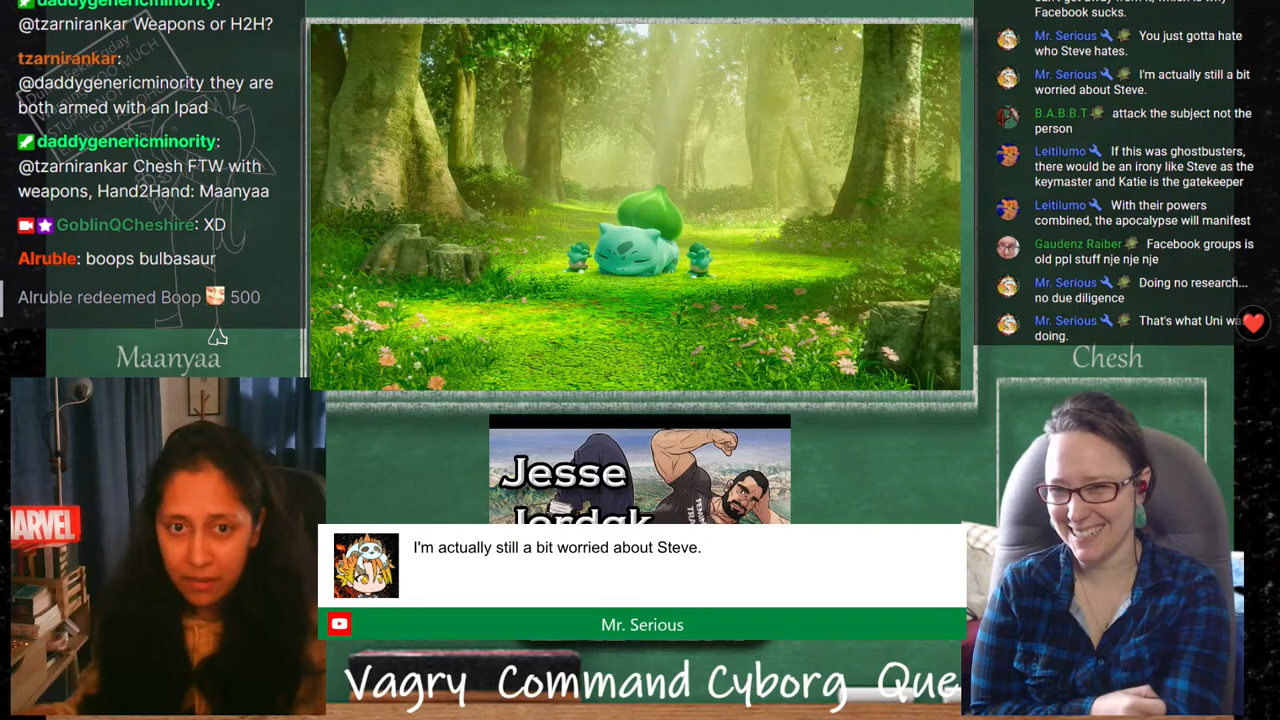 daddygenericminority:
@tzarnirankar Weapons or H2H?
tzarnirankar:
@daddygenericminority they are
both armed with an Ipad
daddygenericminority:
@tzarnirankar Chesh FTW with
weapons, Hand2Hand: Maanyaa
GoblinQCheshire: XD
Alruble: boops bulbasaur
Alruble redeemed Boop 500
Maanyaa
MARVEL
Jesse
I'm actually still a bit worried about Steve.
Mr. Serious
Vagry Command Cyborg Que
Facebook sucks.
Mr. Serious You just gotta hate
who Steve hates.
Mr. Serious I'm actually still a bit
worried about Steve.
B.A.B.B.T attack the subject not the
person
Leitilumo If this was ghostbusters,
there would be an irony like Steve as the
keymaster and Katie is the gatekeeper
Leitilumo With their powers
combined, the apocalypse will manifest
Gaudenz Raiber Facebook groups is
old ppl stuff nje nje nje
Mr. Serious Doing no research...
no due diligence
Mr. Serious That's what Uni wa
doing.
Chesh